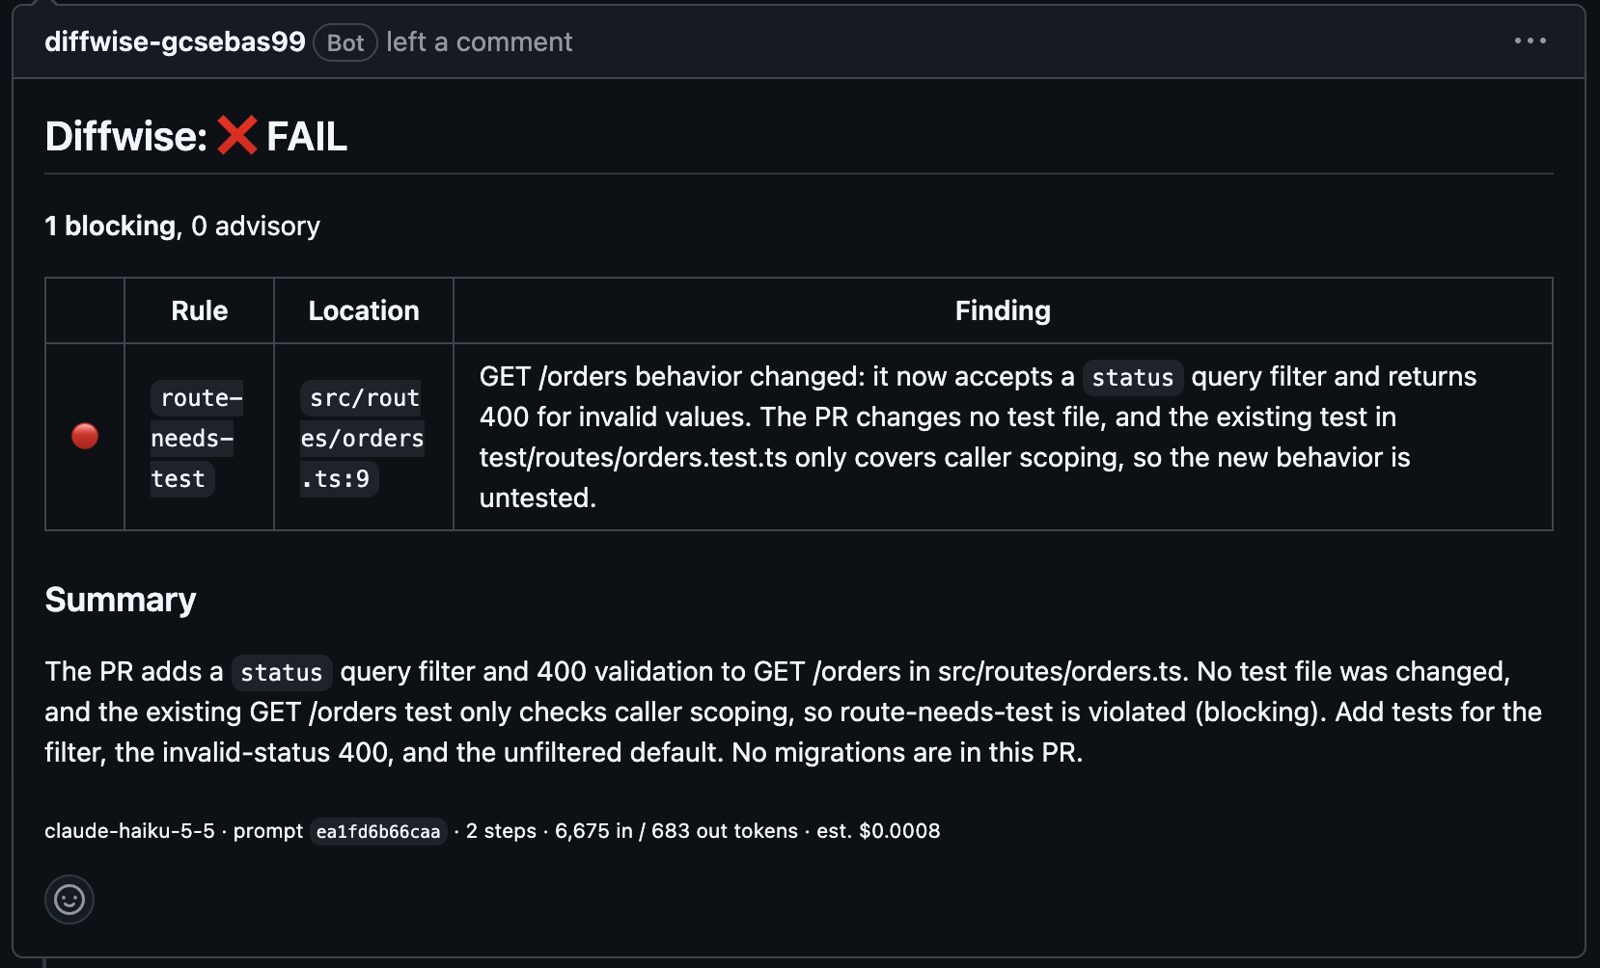 diffwise-gcsebas99 Bot left a comment
Diffwise: ❌ FAIL
1 blocking, 0 advisory
Rule Location Finding
route-
needs-
test
src/rout
es/orders
.ts:9
GET /orders behavior changed: it now accepts a status query filter and returns
400 for invalid values. The PR changes no test file, and the existing test in
test/routes/orders.test.ts only covers caller scoping, so the new behavior is
untested.
Summary
The PR adds a status query filter and 400 validation to GET /orders in src/routes/orders.ts. No test file was changed,
and the existing GET /orders test only checks caller scoping, so route-needs-test is violated (blocking). Add tests for the
filter, the invalid-status 400, and the unfiltered default. No migrations are in this PR.
claude-haiku-5-5 · prompt ea1fd6b66caa · 2 steps · 6,675 in / 683 out tokens · est. $0.0008